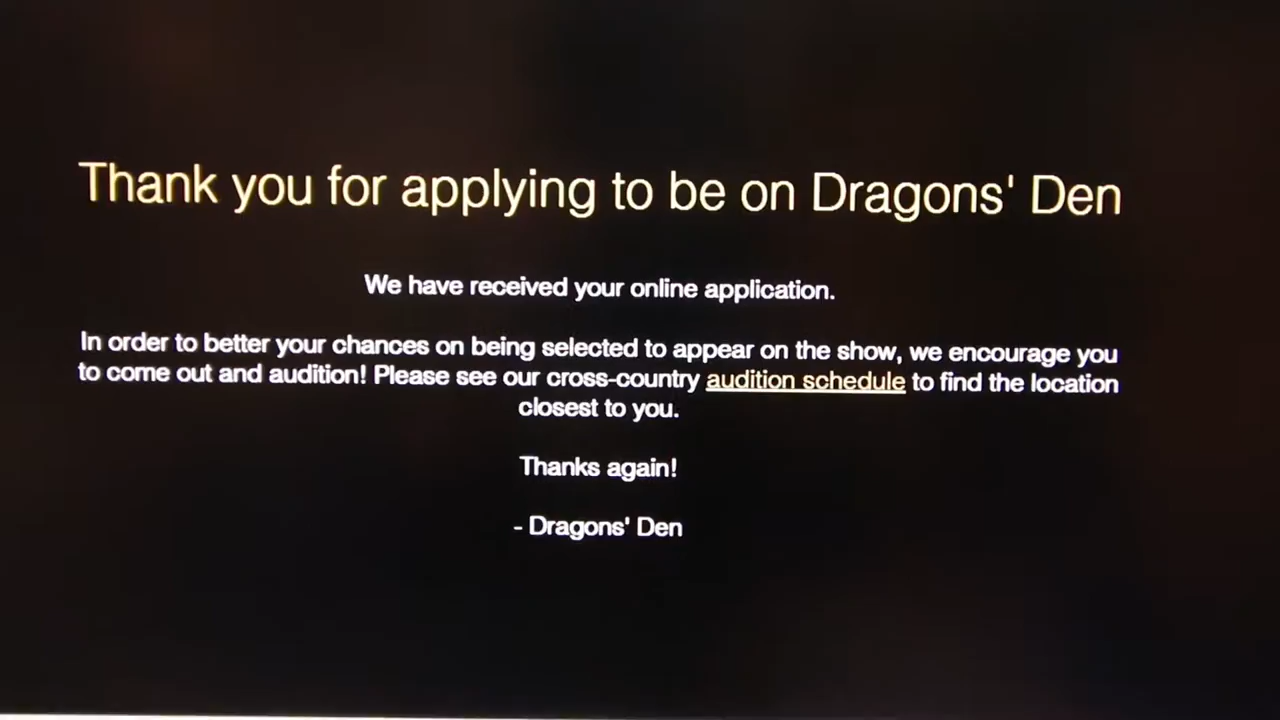 Thank you for applying to be on Dragons' Den
We have received your online application.
In order to better your chances on being selected to appear on the show, we encourage you
to come out and audition! Please see our cross-country audition schedule to find the location
closest to you.
Thanks again!
- Dragons' Den